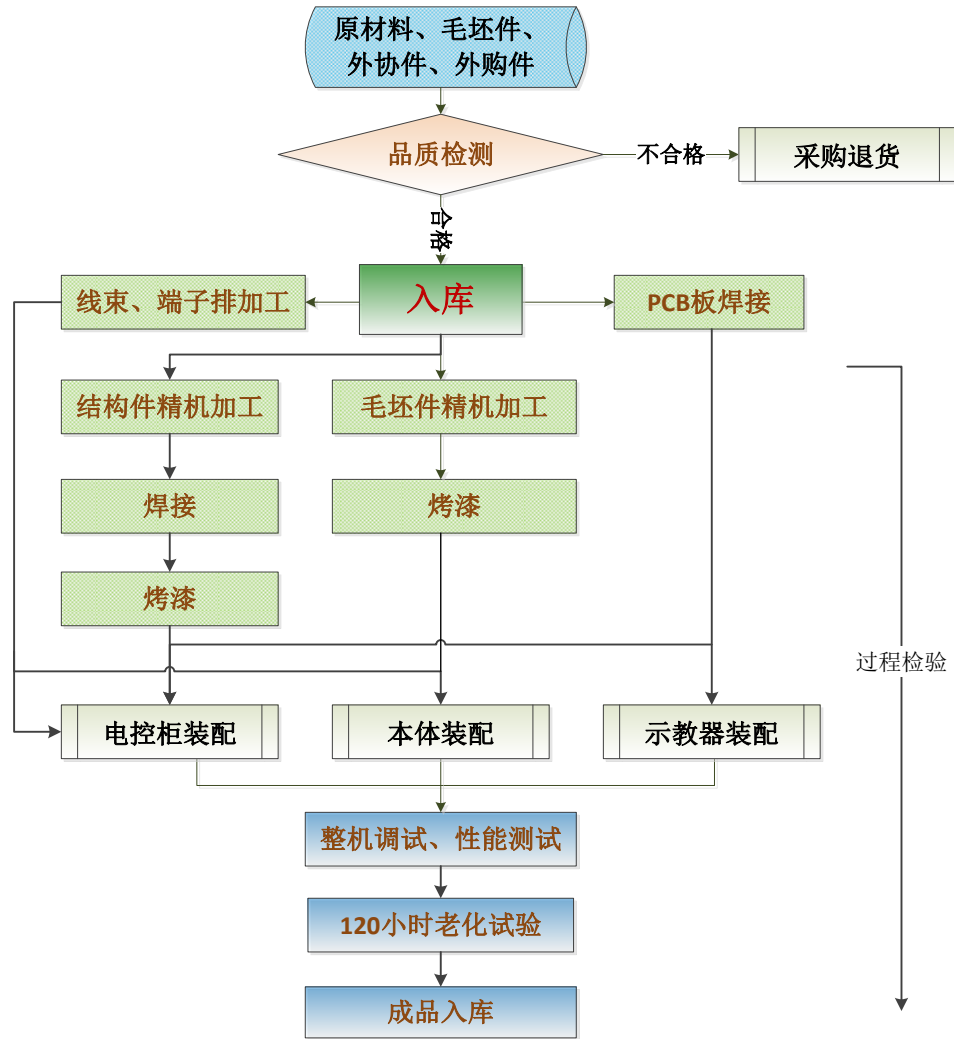 原材料、毛坯件、
外协件、外购件
品质检测
不合格
采购退货
合格
线束、端子排加工
入库
PCB板焊接
结构件精机加工
毛坯件精机加工
焊接
烤漆
烤漆
过程检验
电控柜装配
本体装配
示教器装配
整机调试、性能测试
120小时老化试验
成品入库